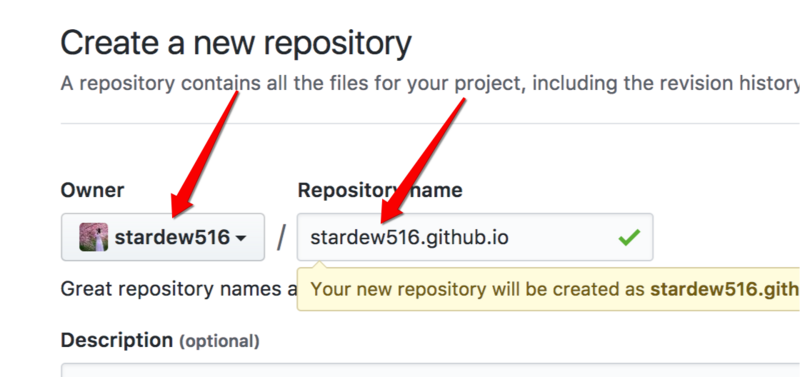 Create a new repository
A repository contains all the files for your project, including the revision history
Owner
Repository name
stardew516
/
stardew516.github.io
Great repository names a
Your new repository will be created as stardew516.gith
Description (optional)